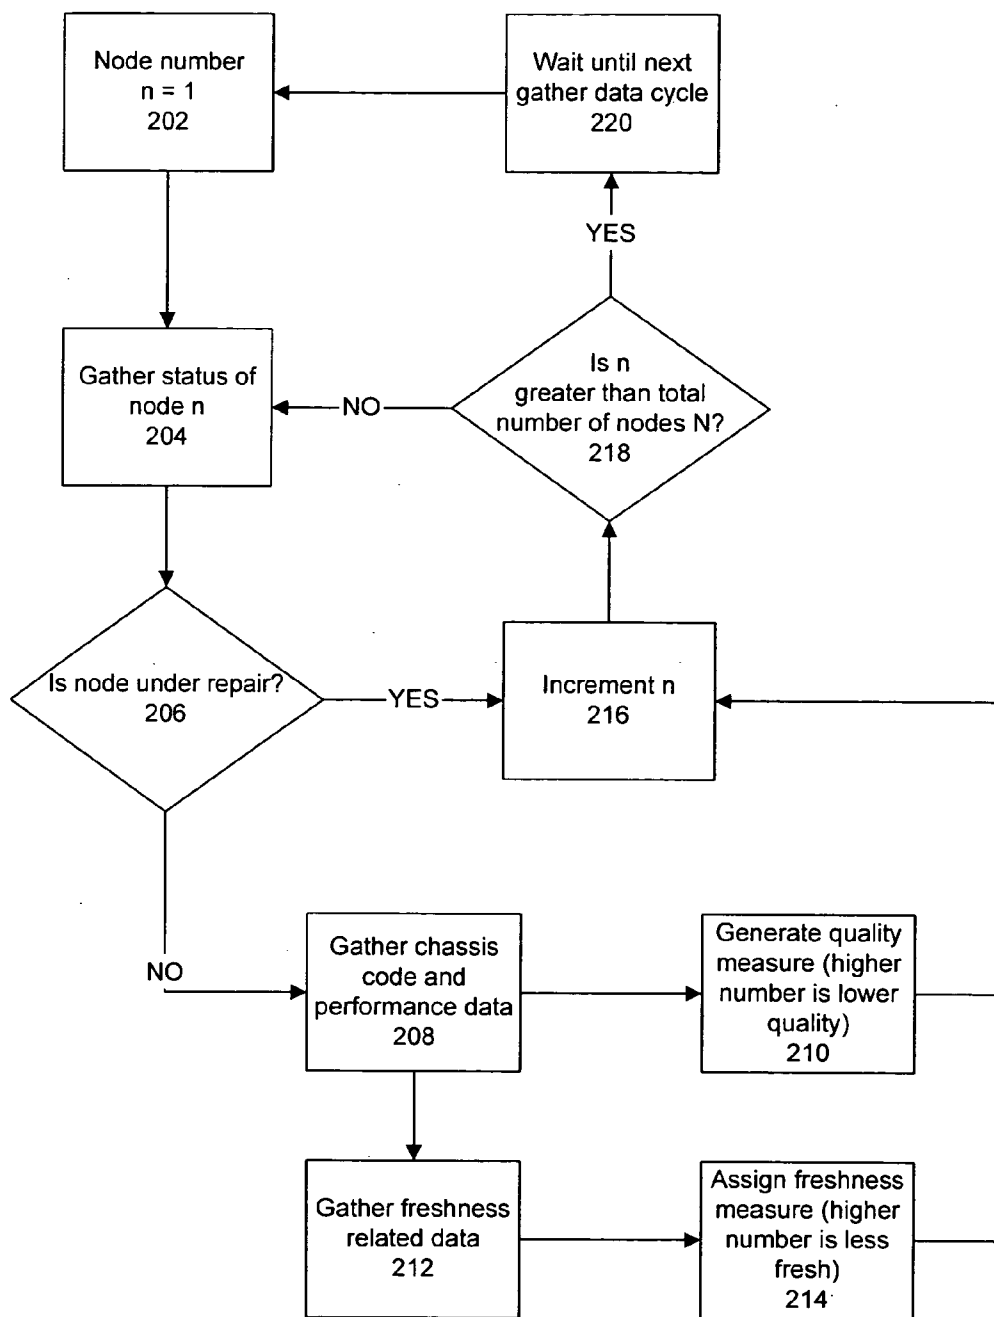 Node number
n = 1
202
Wait until next
gather data cycle
220
YES
Gather status of
node n
204
NO
Is n
greater than total
number of nodes N?
218
Is node under repair?
206
YES
Increment n
216
NO
Gather chassis
code and
performance data
208
Generate quality
measure (higher
number is lower
quality)
210
Gather freshness
related data
212
Assign freshness
measure (higher
number is less
fresh)
214